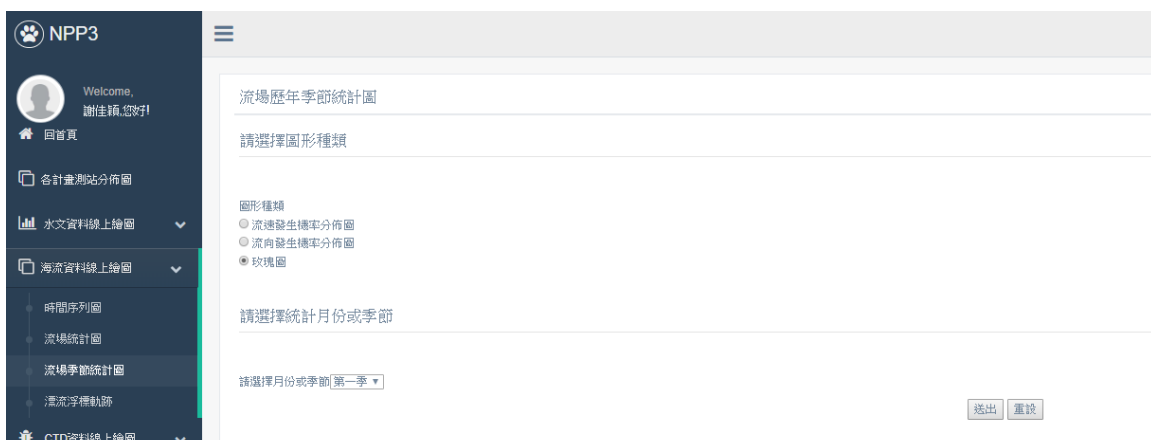 NPP3
Welcome,
謝佳穎,您好!
回首頁
各計畫測站分佈圖
水文資料線上繪圖
海流資料線上繪圖
時間序列圖
流場統計圖
流場季節統計圖
漂流浮標軌跡
CTD資料線上繪圖
流場歷年季節統計圖
請選擇圖形種類
圖形種類
流速發生機率分佈圖
流向發生機率分佈圖
玫瑰圖
請選擇統計月份或季節
請選擇月份或季節 第一季
送出 重設